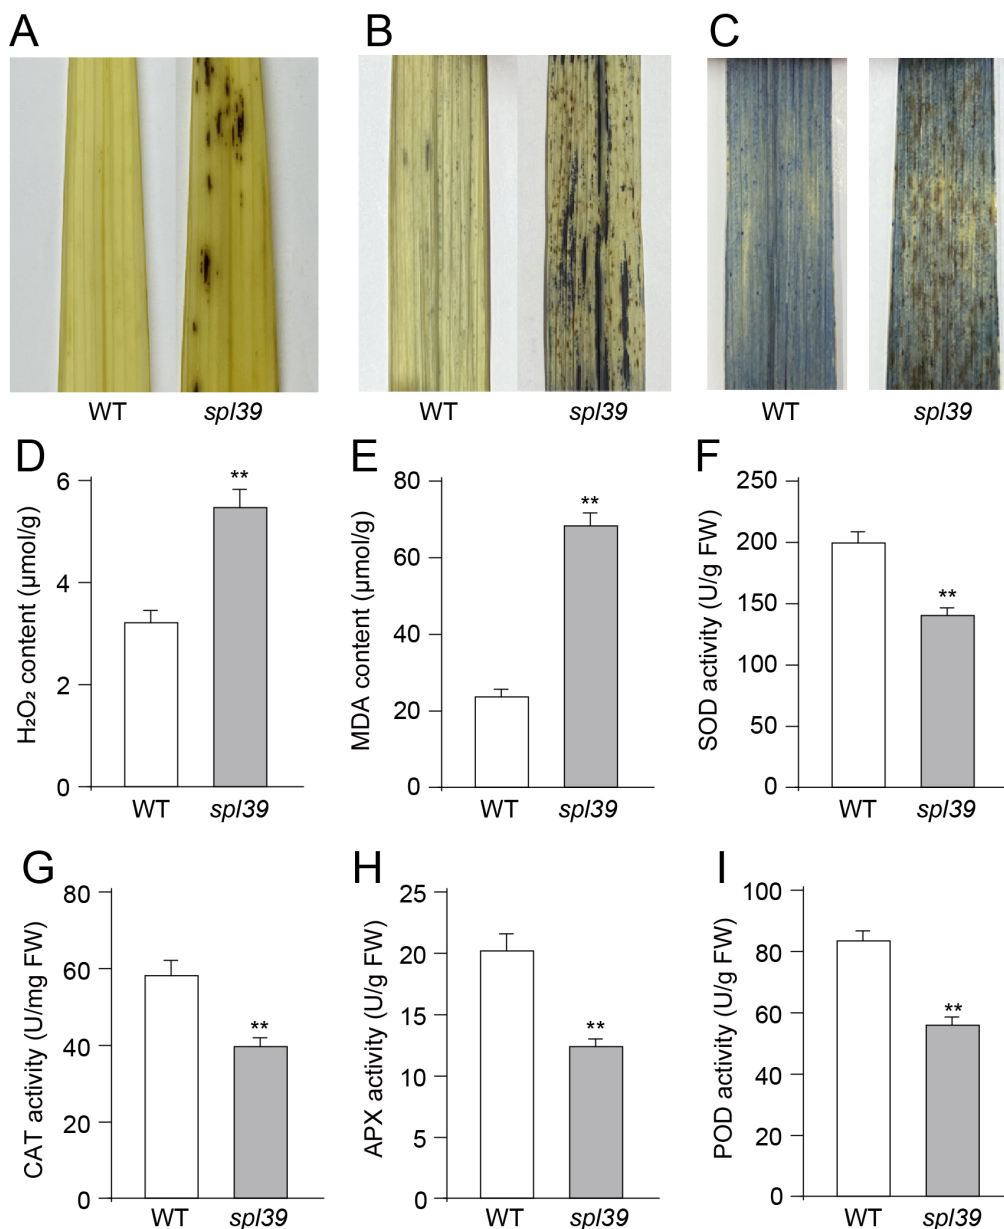 A
B
C
WT
spl39
WT
spl39
WT
spl39
D
H₂O₂ content (μmol/g)
6
4
2
0
**
WT
spl39
E
MDA content (μmol/g)
80
60
40
20
0
**
WT
spl39
F
SOD activity (U/g FW)
250
200
150
100
50
0
**
WT
spl39
G
CAT activity (U/mg FW)
80
60
40
20
0
**
WT
spl39
H
APX activity (U/g FW)
25
20
15
10
5
0
**
WT
spl39
I
POD activity (U/g FW)
100
80
60
40
20
0
**
WT
spl39